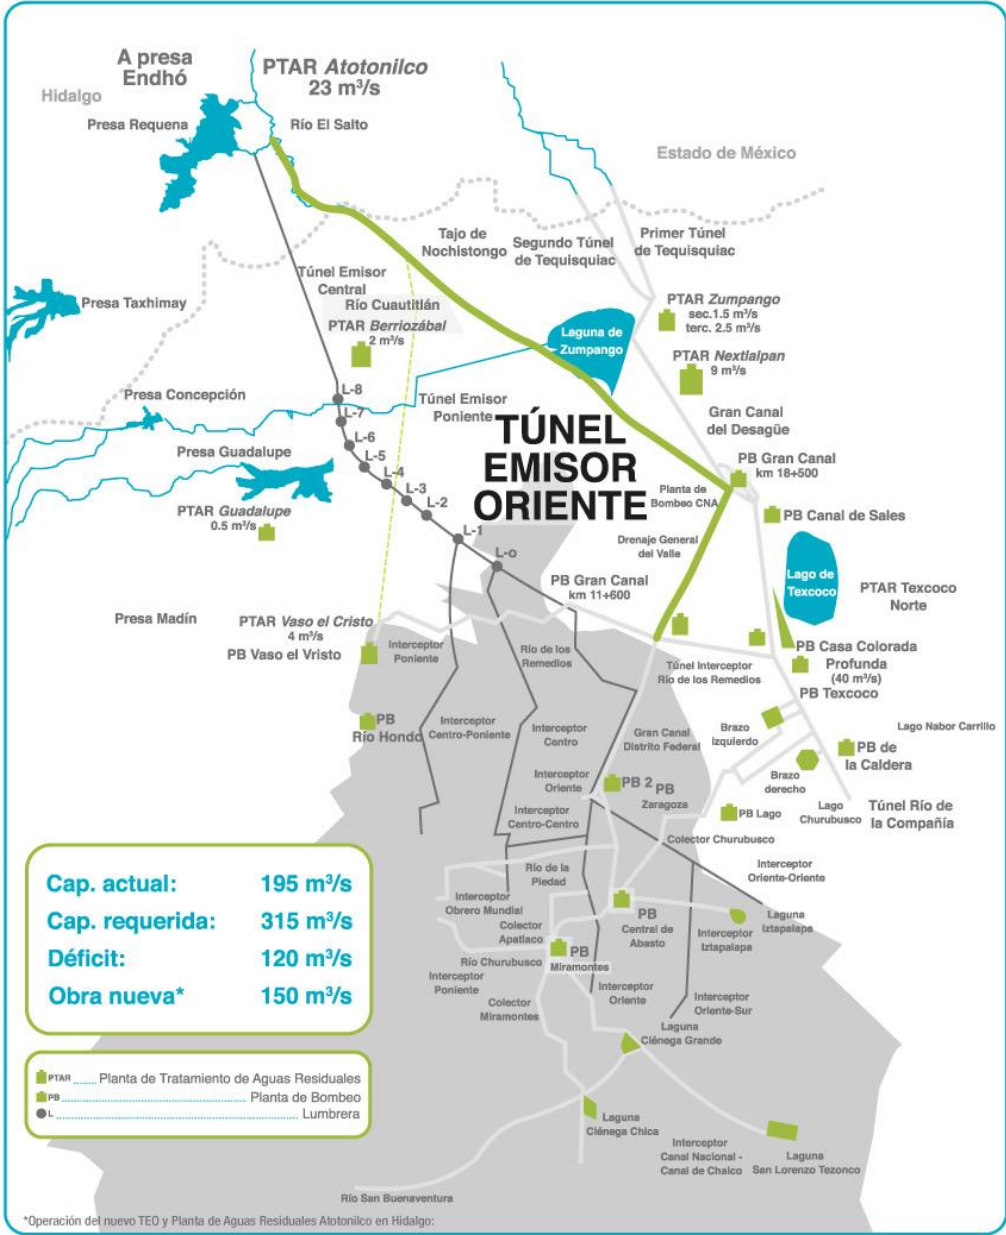 A presa
Endhó
PTAR Atotonilco
23 m³/s
Hidalgo
Presa Requena
Río El Salto
Estado de México
Tajo de
Nochistongo
Segundo Túnel
de Tequisquiac
Primer Túnel
de Tequisquiac
Túnel Emisor
Central
Río Cuautitlán
PTAR Berriozábal
2 m³/s
Presa Taxhimay
Laguna de
Zumpango
PTAR Zumpango
sec.1.5 m³/s
terc. 2.5 m³/s
PTAR Nextlalpan
9 m³/s
Presa Concepción
L-8
L-7
L-6
L-5
L-4
L-3
L-2
L-1
L-o
Túnel Emisor
Poniente
Gran Canal
del Desagüe
TÚNEL
EMISOR
ORIENTE
Presa Guadalupe
PTAR Guadalupe
0.5 m³/s
PB Gran Canal
km 18+500
Planta de
Bombeo CNA
PB Canal de Sales
Drenaje General
del Valle
PB Gran Canal
km 11+600
Lago de
Texcoco
PTAR Texcoco
Norte
Presa Madín
PTAR Vaso el Cristo
4 m³/s
PB Vaso el Vristo
Interceptor
Poniente
Río de los
Remedios
Túnel Interceptor
Río de los Remedios
PB Casa Colorada
Profunda
(40 m³/s)
PB Texcoco
PB
Río Hondo
Interceptor
Centro-Poniente
Interceptor
Centro
Gran Canal
Distrito Federal
Brazo
izquierdo
Lago Nabor Carrillo
PB de
la Caldera
Interceptor
Oriente
PB 2
PB
Zaragoza
Brazo
derecho
Interceptor
Centro-Centro
PB Lago
Lago
Churubusco
Túnel Río de
la Compañía
Colector Churubusco
Cap. actual: 195 m³/s
Cap. requerida: 315 m³/s
Déficit: 120 m³/s
Obra nueva* 150 m³/s
Río de la
Piedad
Interceptor
Oriente-Oriente
Interceptor
Obrero Mundial
Colector
Apatlaco
PB
Central de
Abasto
Interceptor
Iztapalapa
Laguna
Iztapalapa
Río Churubusco
PB
Miramontes
Interceptor
Poniente
Colector
Miramontes
Interceptor
Oriente
Interceptor
Oriente-Sur
Laguna
Ciénega Grande
PTAR ...... Planta de Tratamiento de Aguas Residuales
PB ...... Planta de Bombeo
L ...... Lumbrera
Laguna
Ciénega Chica
Interceptor
Canal Nacional -
Canal de Chalco
Laguna
San Lorenzo Tezonco
Río San Buenaventura
*Operación del nuevo TEO y Planta de Aguas Residuales Atotonilco en Hidalgo: